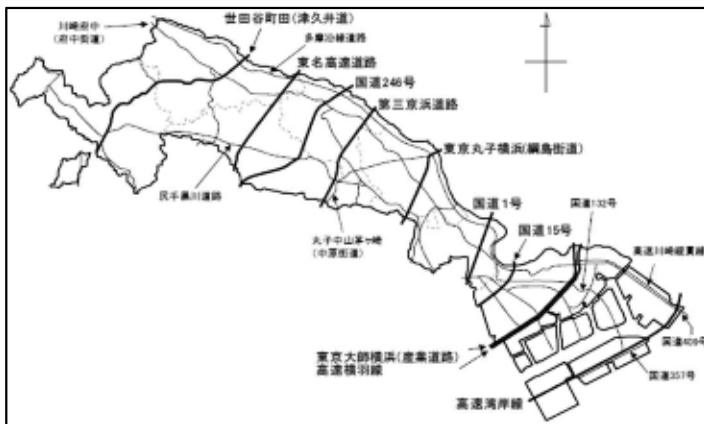 川崎府中
(府中街道)
世田谷町田(津久井道)
多摩沿線道路
東名高速道路
国道246号
第三京浜道路
東京丸子横浜(綱島街道)
尻手黒川道路
丸子中山茅ヶ崎
(中原街道)
国道1号
国道132号
国道15号
高速川崎縦貫線
国道409号
東京大師横浜(産業道路)
高速横羽線
国道357号
高速湾岸線